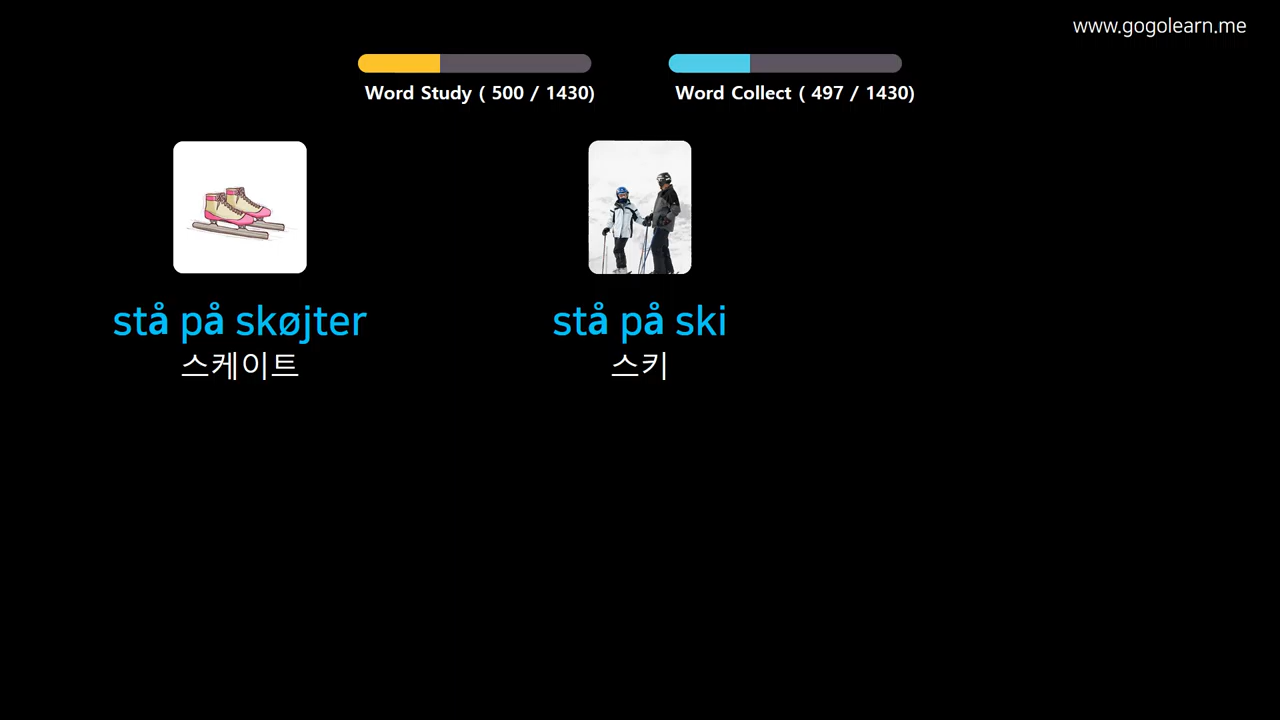 www.gogolearn.me
Word Study ( 500 / 1430)
Word Collect ( 497 / 1430)
stå på skøjter
스케이트
stå på ski
스키